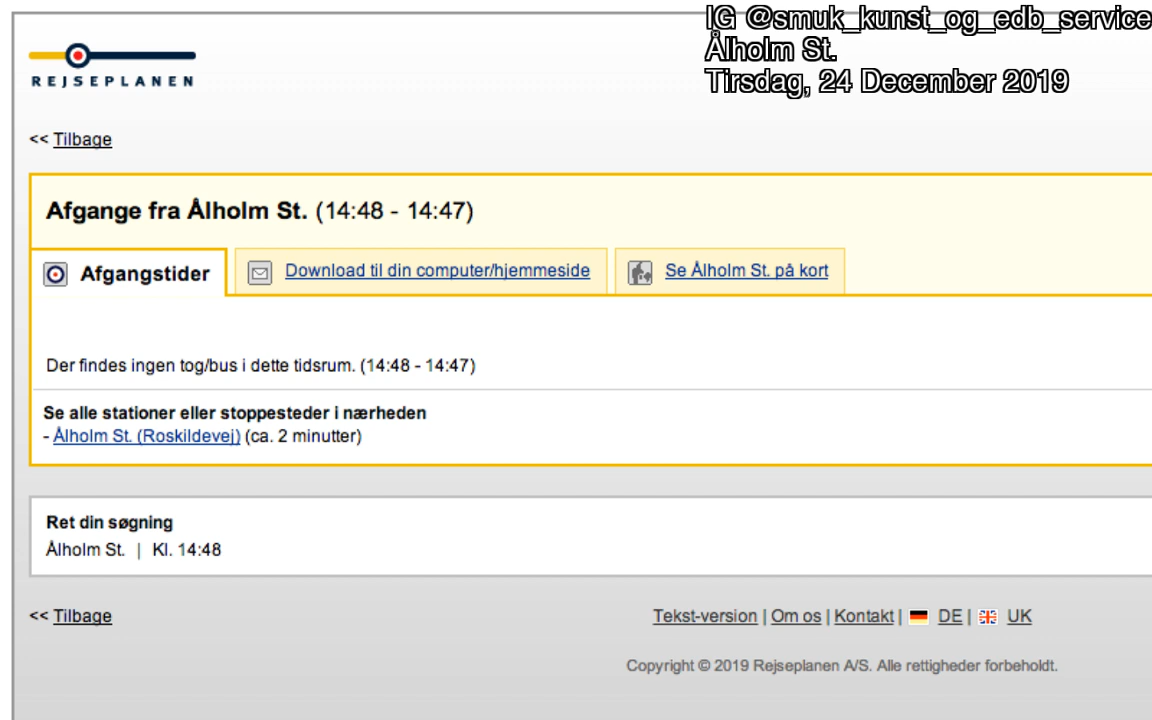 IG @smuk_kunst_og_edb_service
Ålholm St.
Tirsdag, 24 December 2019
REJSEPLANEN
<< Tilbage
Afgange fra Ålholm St. (14:48 - 14:47)
Afgangstider
Download til din computer/hjemmeside
Se Ålholm St. på kort
Der findes ingen tog/bus i dette tidsrum. (14:48 - 14:47)
Se alle stationer eller stoppesteder i nærheden
- Ålholm St. (Roskildevej) (ca. 2 minutter)
Ret din søgning
Ålholm St. | Kl. 14:48
<< Tilbage
Tekst-version | Om os | Kontakt | DE | UK
Copyright © 2019 Rejseplanen A/S. Alle rettigheder forbeholdt.